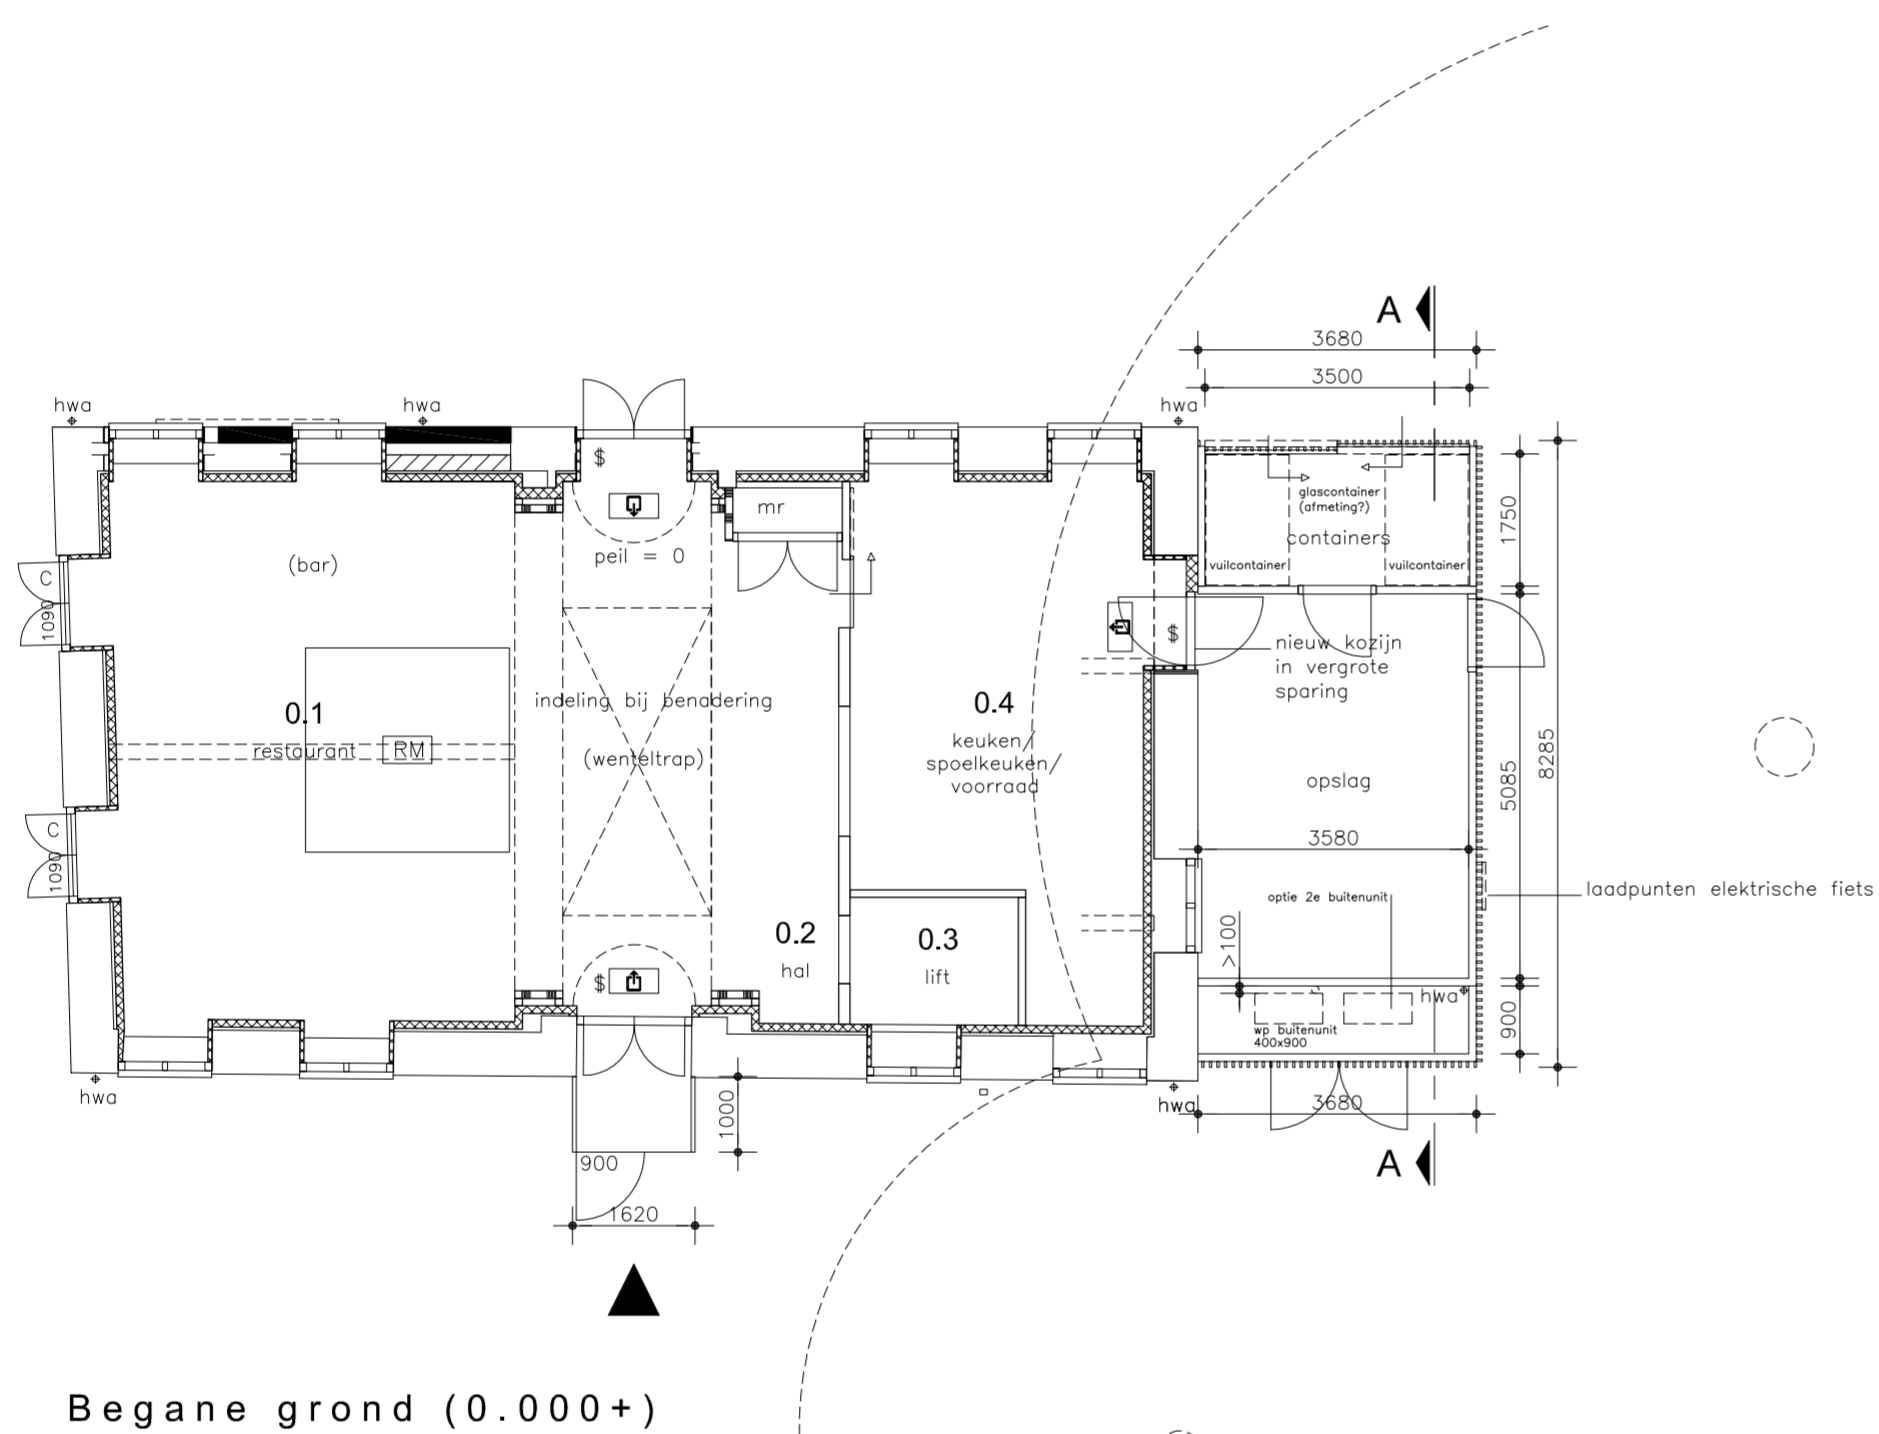 A
3680
3500
hwa
hwa
hwa
$
mr
glascontainer
(afmeting?)
containers
vuilcontainer
vuilcontainer
1750
(bar)
peil = 0
C
1090
$
nieuw kozijn
in vergrote
sparing
0.1
restaurant
RM
indeling bij benadering
(wenteltrap)
0.4
keuken/
spoelkeuken/
voorraad
opslag
5085
8285
3580
C
1090
laadpunten elektrische fiets
optie 2e buitenunit
>100
0.2
hal
0.3
lift
$
hwa
wp buitenunit
400x900
900
hwa
hwa
3680
1000
900
A
1620
Begane grond (0.000+)